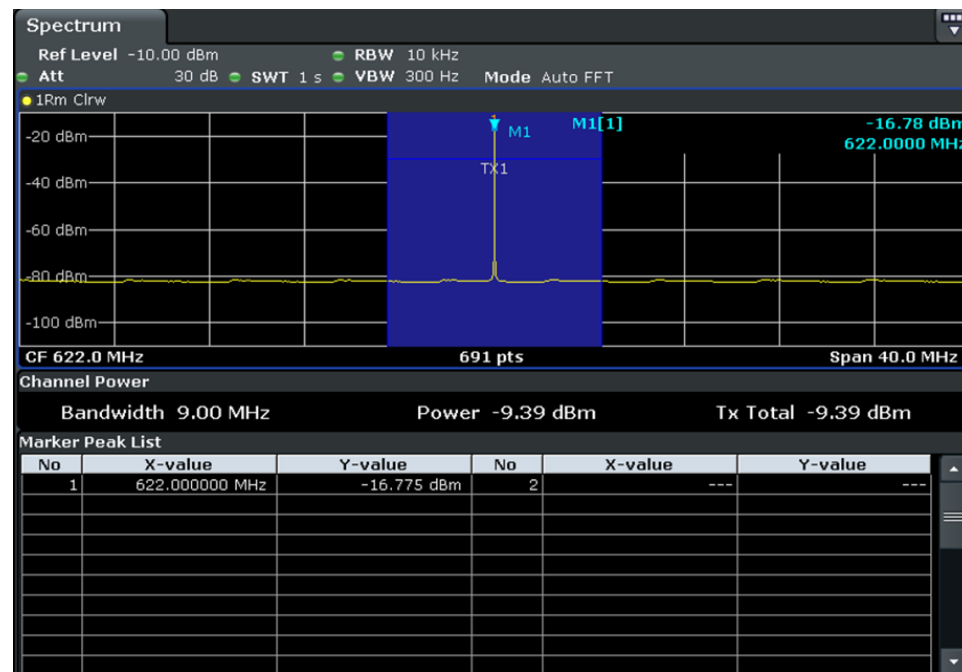 Spectrum
Ref Level -10.00 dBm RBW 10 kHz
Att 30 dB SWT 1 s VBW 300 Hz Mode Auto FFT
1Rm Clrw
M1[1] -16.78 dBm
622.0000 MHz
M1
TX1
-20 dBm
-40 dBm
-60 dBm
-80 dBm
-100 dBm
CF 622.0 MHz 691 pts Span 40.0 MHz
Channel Power
Bandwidth 9.00 MHz Power -9.39 dBm Tx Total -9.39 dBm
Marker Peak List
No X-value Y-value No X-value Y-value
1 622.000000 MHz -16.775 dBm 2 --- ---